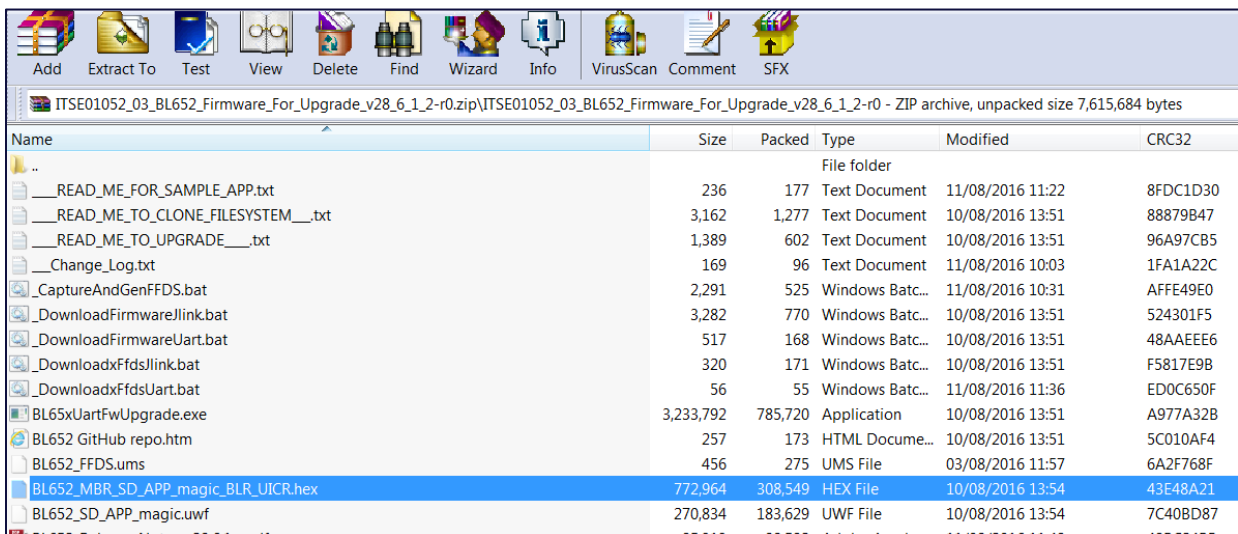 Add Extract To Test View Delete Find Wizard Info VirusScan Comment SFX
ITSE01052_03_BL652_Firmware_For_Upgrade_v28_6_1_2-r0.zip\ITSE01052_03_BL652_Firmware_For_Upgrade_v28_6_1_2-r0 - ZIP archive, unpacked size 7,615,684 bytes
Name Size Packed Type Modified CRC32
.. File folder
___READ_ME_FOR_SAMPLE_APP.txt 236 177 Text Document 11/08/2016 11:22 8FDC1D30
___READ_ME_TO_CLONE_FILESYSTEM__.txt 3,162 1,277 Text Document 10/08/2016 13:51 88879B47
___READ_ME_TO_UPGRADE___.txt 1,389 602 Text Document 10/08/2016 13:51 96A97CB5
__Change_Log.txt 169 96 Text Document 11/08/2016 10:03 1FA1A22C
_CaptureAndGenFFDS.bat 2,291 525 Windows Batc... 11/08/2016 10:31 AFFE49E0
_DownloadFirmwareJlink.bat 3,282 770 Windows Batc... 10/08/2016 13:51 524301F5
_DownloadFirmwareUart.bat 517 168 Windows Batc... 10/08/2016 13:51 48AAEEE6
_DownloadxFfdsJlink.bat 320 171 Windows Batc... 10/08/2016 13:51 F5817E9B
_DownloadxFfdsUart.bat 56 55 Windows Batc... 11/08/2016 11:36 ED0C650F
BL65xUartFwUpgrade.exe 3,233,792 785,720 Application 10/08/2016 13:51 A977A32B
BL652 GitHub repo.htm 257 173 HTML Docume... 10/08/2016 13:51 5C010AF4
BL652_FFDS.ums 456 275 UMS File 03/08/2016 11:57 6A2F768F
BL652_MBR_SD_APP_magic_BLR_UICR.hex 772,964 308,549 HEX File 10/08/2016 13:54 43E48A21
BL652_SD_APP_magic.uwf 270,834 183,629 UWF File 10/08/2016 13:54 7C40BD87